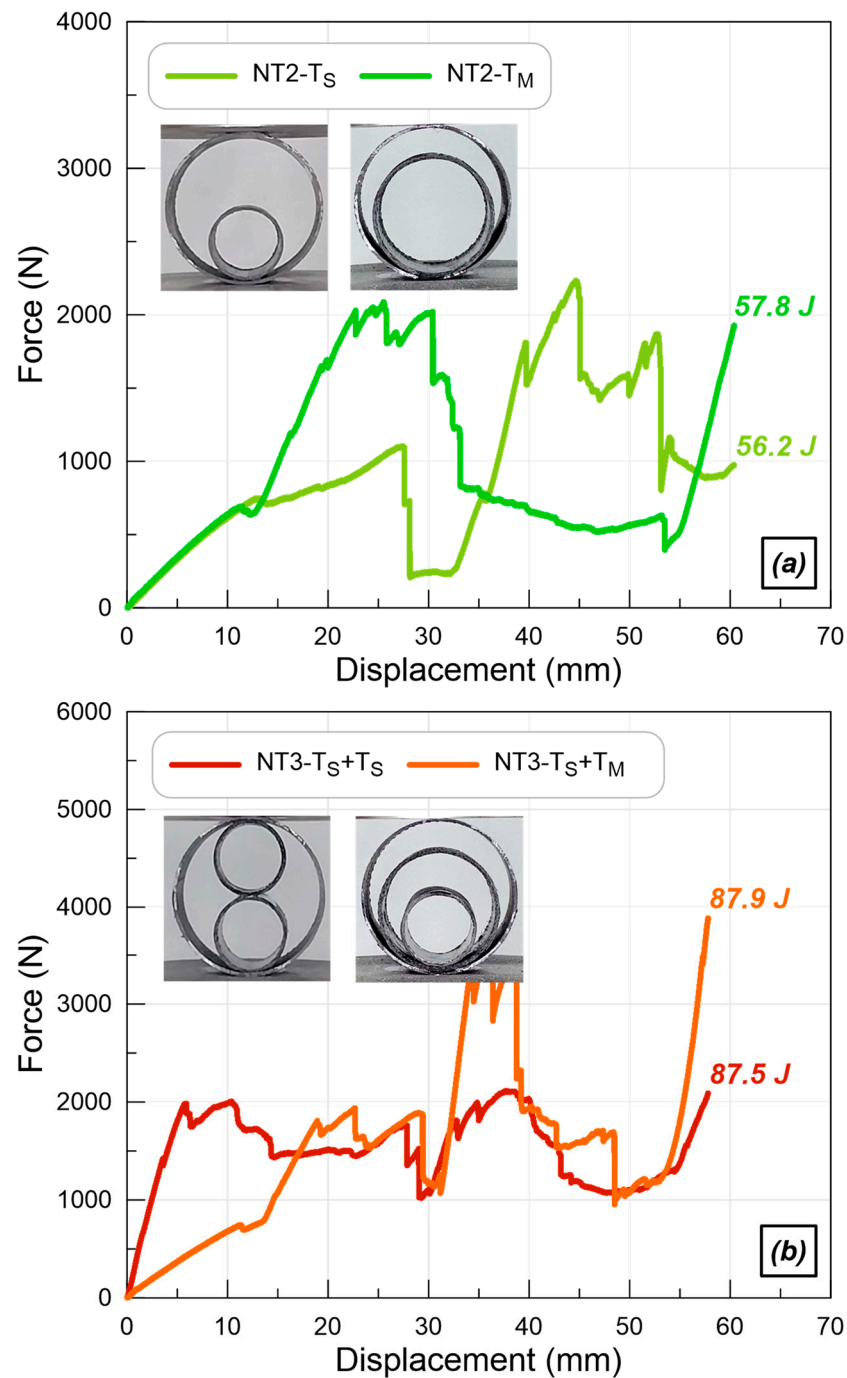 4000
3000
2000
1000
0
Force (N)
NT2-TS NT2-TM
57.8 J
56.2 J
(a)
0 10 20 30 40 50 60 70
Displacement (mm)
6000
5000
4000
3000
2000
1000
0
Force (N)
NT3-TS+TS NT3-TS+TM
87.9 J
87.5 J
(b)
0 10 20 30 40 50 60 70
Displacement (mm)